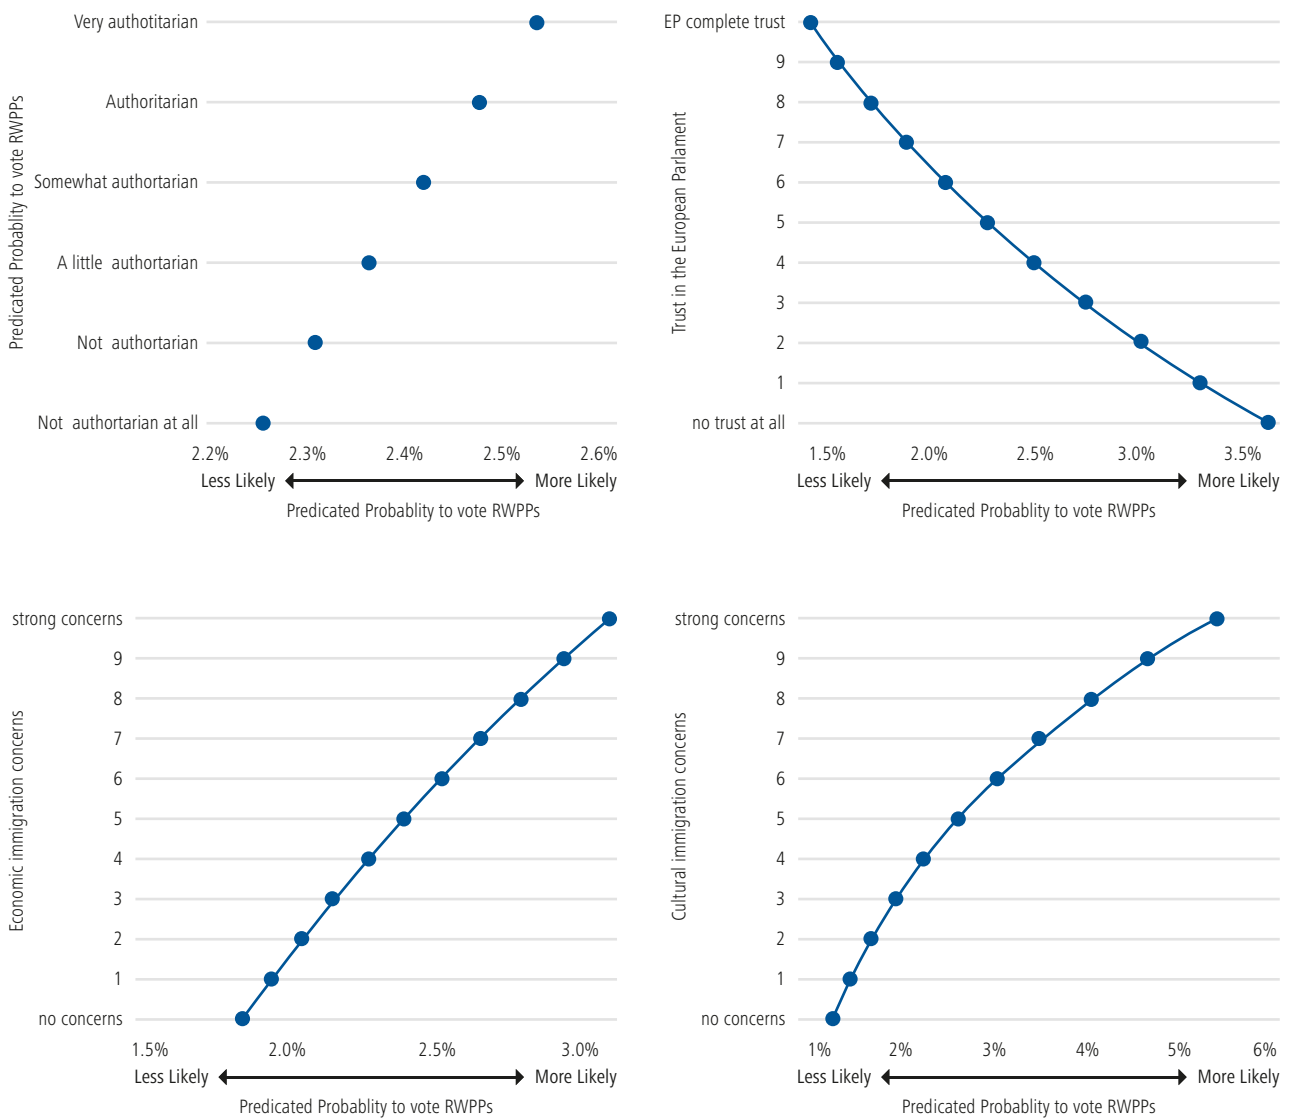 Predicated Probablity to vote RWPPs
Very authotitarian
Authoritarian
Somewhat authortarian
A little authortarian
Not authortarian
Not authortarian at all
2.2% 2.3% 2.4% 2.5% 2.6%
Less Likely More Likely
Predicated Probablity to vote RWPPs
Trust in the European Parlament
EP complete trust
9
8
7
6
5
4
3
2
1
no trust at all
1.5% 2.0% 2.5% 3.0% 3.5%
Less Likely More Likely
Predicated Probablity to vote RWPPs
Economic immigration concerns
strong concerns
9
8
7
6
5
4
3
2
1
no concerns
1.5% 2.0% 2.5% 3.0%
Less Likely More Likely
Predicated Probablity to vote RWPPs
Cultural immigration concerns
strong concerns
9
8
7
6
5
4
3
2
1
no concerns
1% 2% 3% 4% 5% 6%
Less Likely More Likely
Predicated Probablity to vote RWPPs